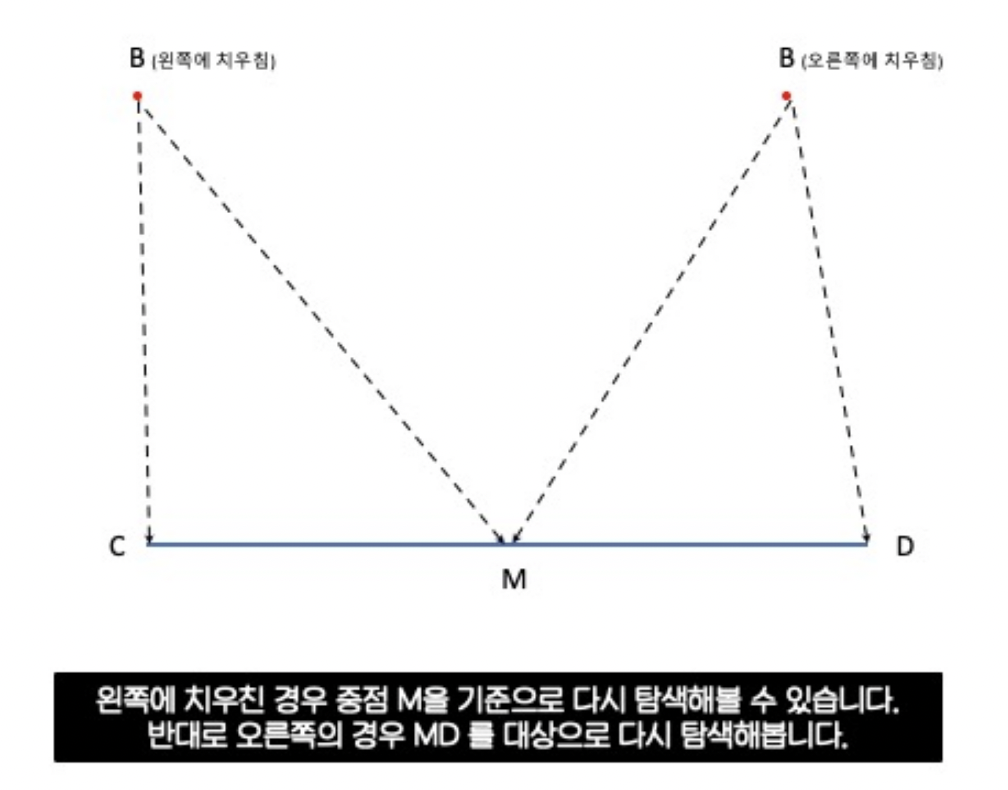 B (왼쪽에 치우침)
B (오른쪽에 치우침)
C
D
M
왼쪽에 치우친 경우 중점 M을 기준으로 다시 탐색해볼 수 있습니다.
반대로 오른쪽의 경우 MD 를 대상으로 다시 탐색해봅니다.